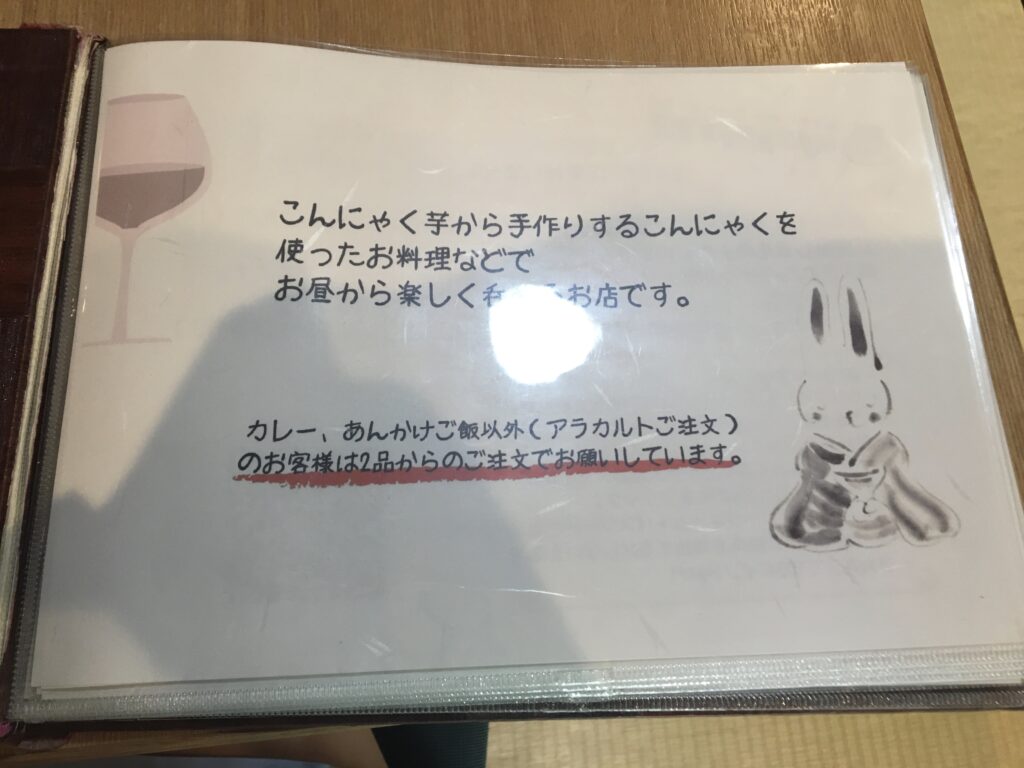 こんにゃく芋から手作りするこんにゃくを
使ったお料理などで
お昼から楽しく お店です。
カレー、あんかけご飯以外(アラカルトご注文)
のお客様は2品からのご注文でお願いしています。